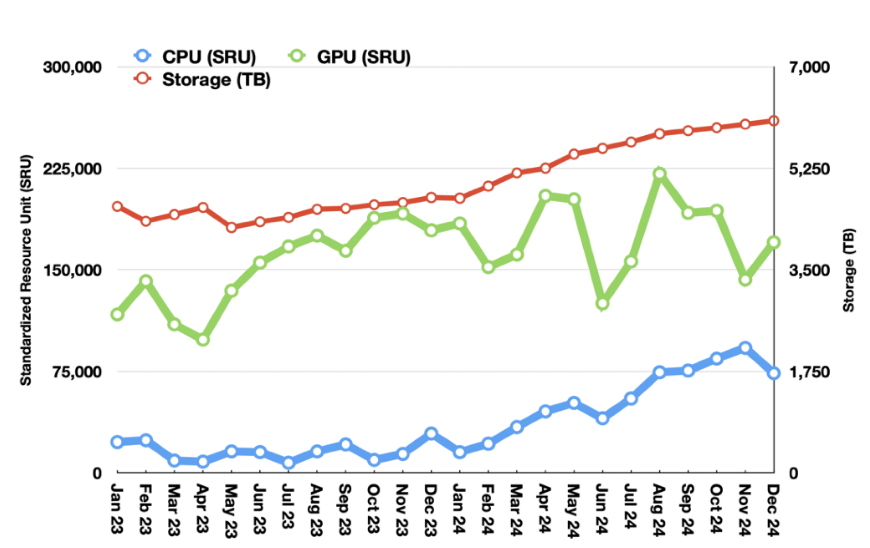 CPU (SRU) GPU (SRU)
Storage (TB)
300,000 7,000
225,000 5,250
150,000 3,500
75,000 1,750
0 0
Standardized Resource Unit (SRU)
Storage (TB)
Jan 23 Feb 23 Mar 23 Apr 23 May 23 Jun 23 Jul 23 Aug 23 Sep 23 Oct 23 Nov 23 Dec 23 Jan 24 Feb 24 Mar 24 Apr 24 May 24 Jun 24 Jul 24 Aug 24 Sep 24 Oct 24 Nov 24 Dec 24